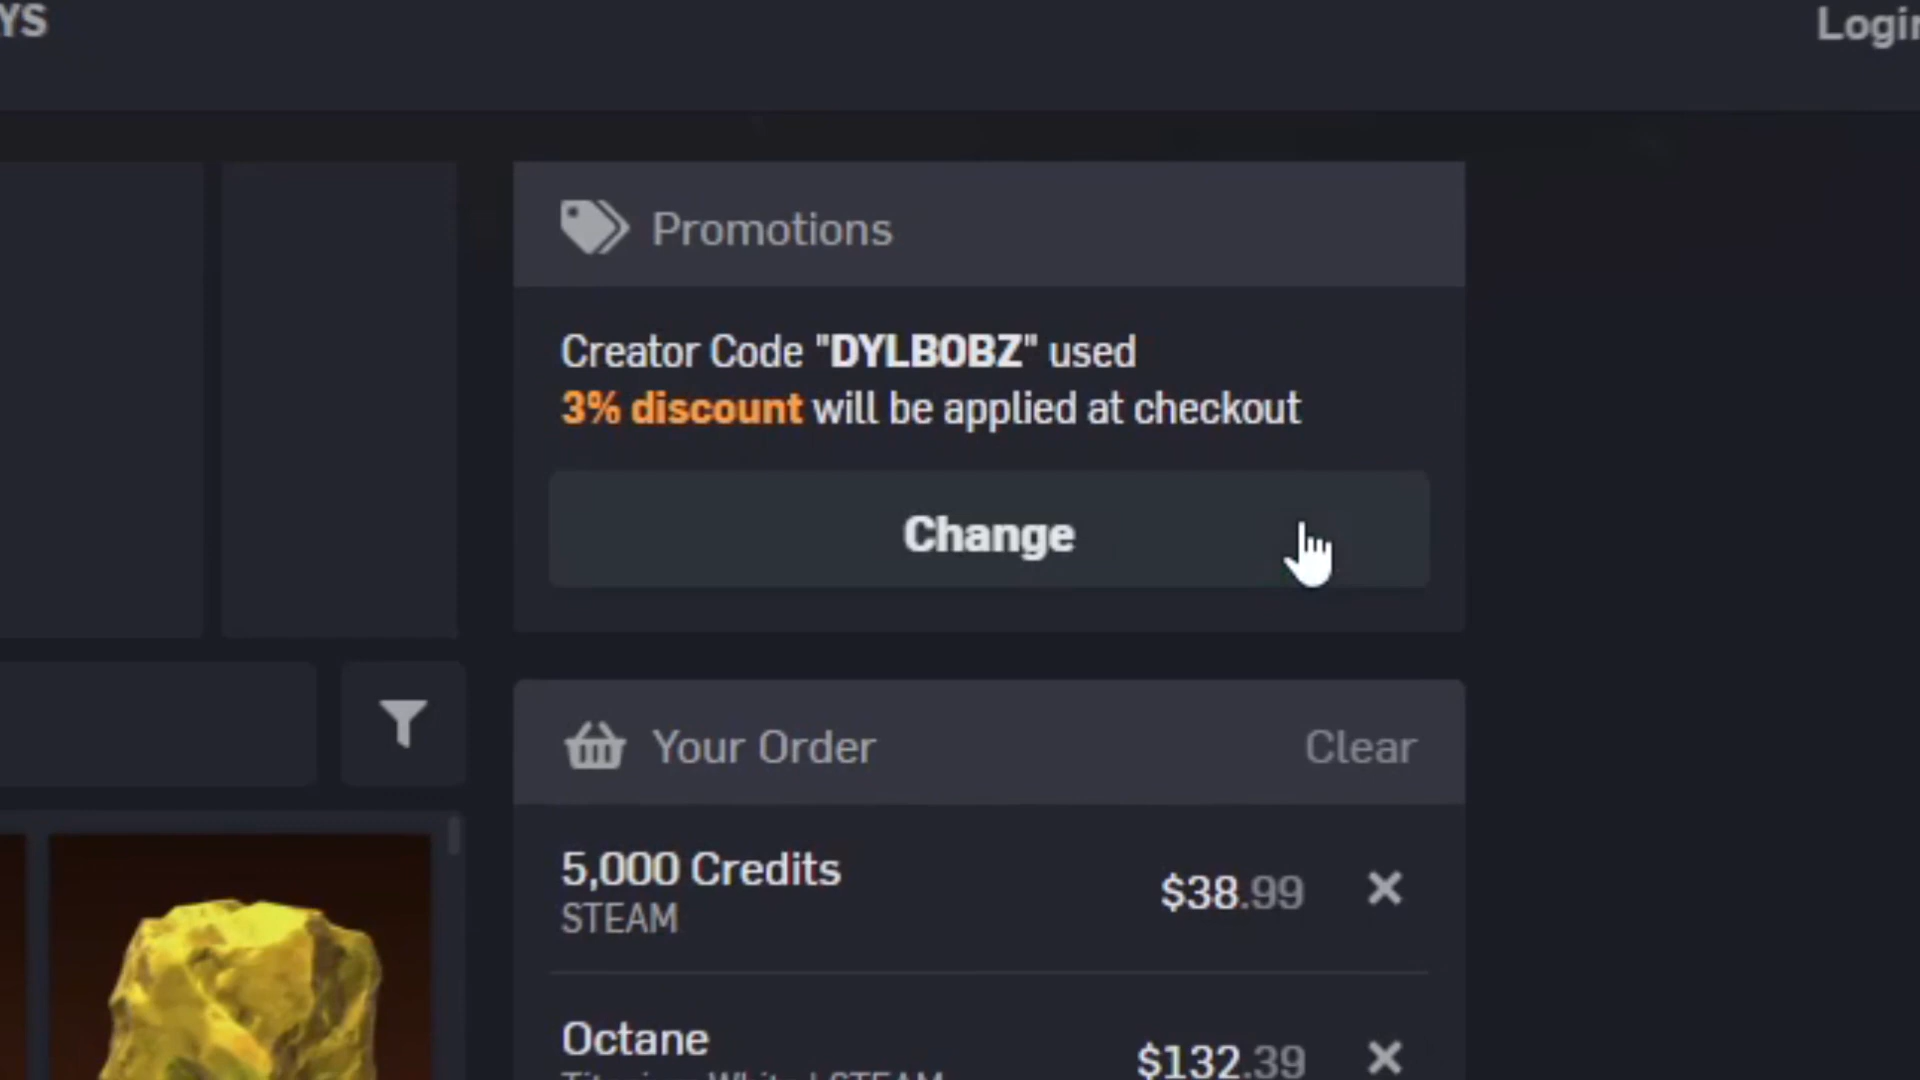 Login
Promotions
Creator Code "DYLBOBZ" used
3% discount will be applied at checkout
Change
Your Order
Clear
5,000 Credits
STEAM
$38.99
Octane
$132.39